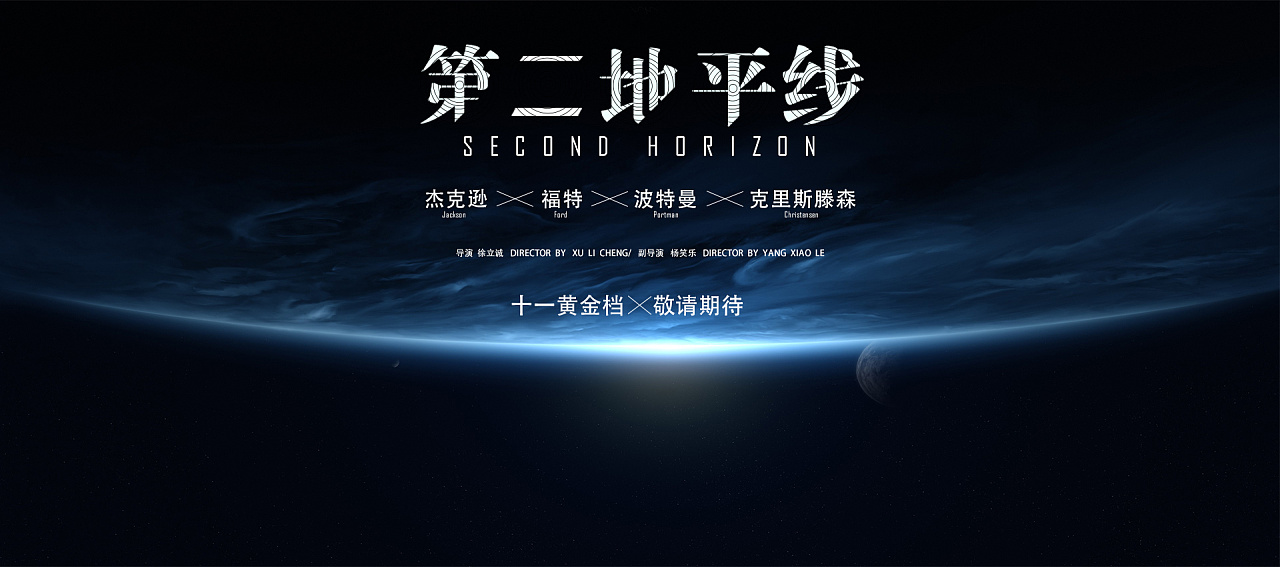 第二地平线
SECOND HORIZON
杰克逊 福特 波特曼 克里斯滕森
Jackson Ford Portman Christensen
导演 徐立诚 DIRECTOR BY XU LI CHENG/ 副导演 杨笑乐 DIRECTOR BY YANG XIAO LE
十一黄金档 敬请期待